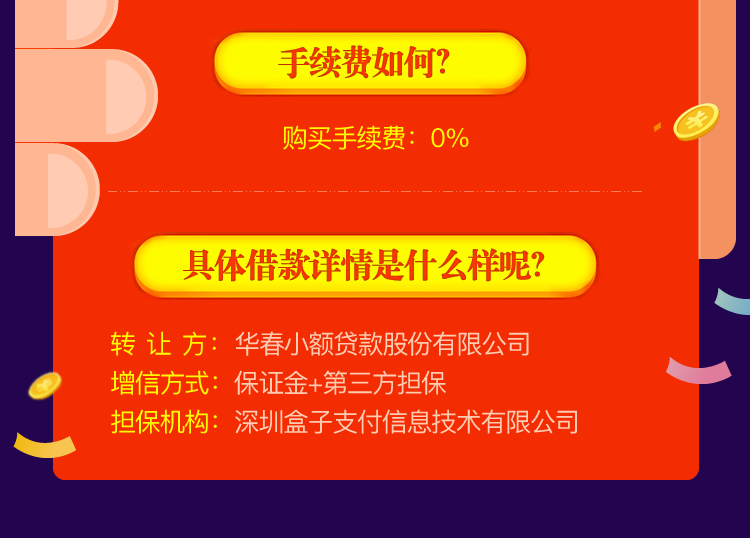 手续费如何?
购买手续费：0%
具体借款详情是什么样呢?
转 让 方：华春小额贷款股份有限公司
增信方式：保证金+第三方担保
担保机构：深圳盒子支付信息技术有限公司